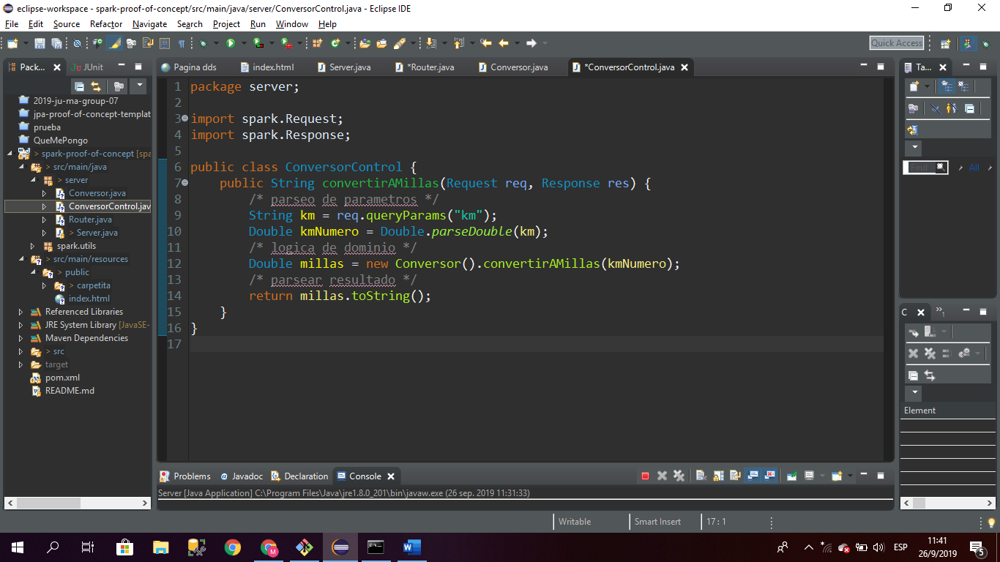 eclipse-workspace - spark-proof-of-concept/src/main/java/server/ConversorControl.java - Eclipse IDE
File Edit Source Refactor Navigate Search Project Run Window Help
Quick Access
Pack...
JUnit
2019-ju-ma-group-07
jpa-proof-of-concept-templat
prueba
QueMePongo
> spark-proof-of-concept [spa
> src/main/java
> server
Conversor.java
ConversorControl.jav
Router.java
> Server.java
spark.utils
> src/main/resources
> public
> carpetita
index.html
Referenced Libraries
JRE System Library [JavaSE-
Maven Dependencies
> src
target
pom.xml
README.md
Pagina dds
index.html
Server.java
*Router.java
Conversor.java
*ConversorControl.java
1 package server;
2
3 import spark.Request;
4 import spark.Response;
5
6 public class ConversorControl {
7 public String convertirAMillas(Request req, Response res) {
8 /* parseo de parametros */
9 String km = req.queryParams("km");
10 Double kmNumero = Double.parseDouble(km);
11 /* logica de dominio */
12 Double millas = new Conversor().convertirAMillas(kmNumero);
13 /* parsear resultado */
14 return millas.toString();
15 }
16 }
17
Ta...
Find
All
C
»1
Element
Problems
@ Javadoc
Declaration
Console
Server [Java Application] C:\Program Files\Java\jre1.8.0_201\bin\javaw.exe (26 sep. 2019 11:31:33)
Writable
Smart Insert
17 : 1
M
W
ESP
11:41
26/9/2019
5